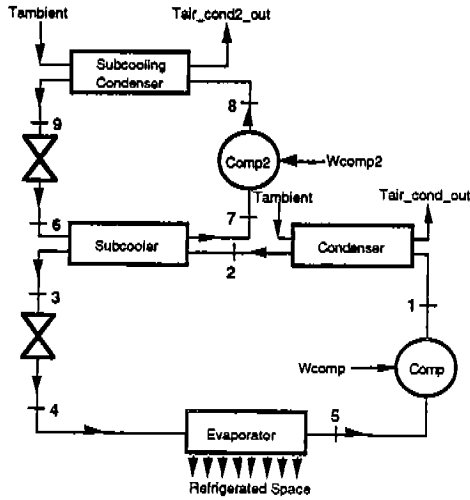 Tambient
Tair_cond2_out
Subcooling
Condenser
8
9
Comp2
Wcomp2
Tambient
Tair_cond_out
6
7
Subcooler
Condenser
2
3
1
Wcomp
Comp
4
5
Evaporator
Refrigerated Space